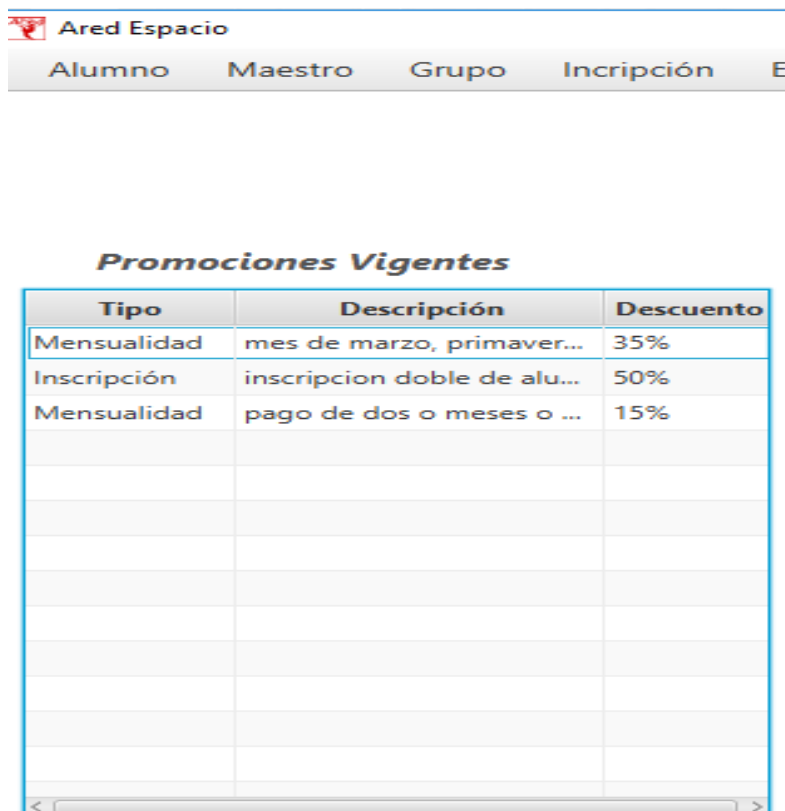 Ared Espacio
Alumno Maestro Grupo Incripción E
Promociones Vigentes
Tipo Descripción Descuento
Mensualidad mes de marzo, primaver... 35%
Inscripción inscripcion doble de alu... 50%
Mensualidad pago de dos o meses o ... 15%